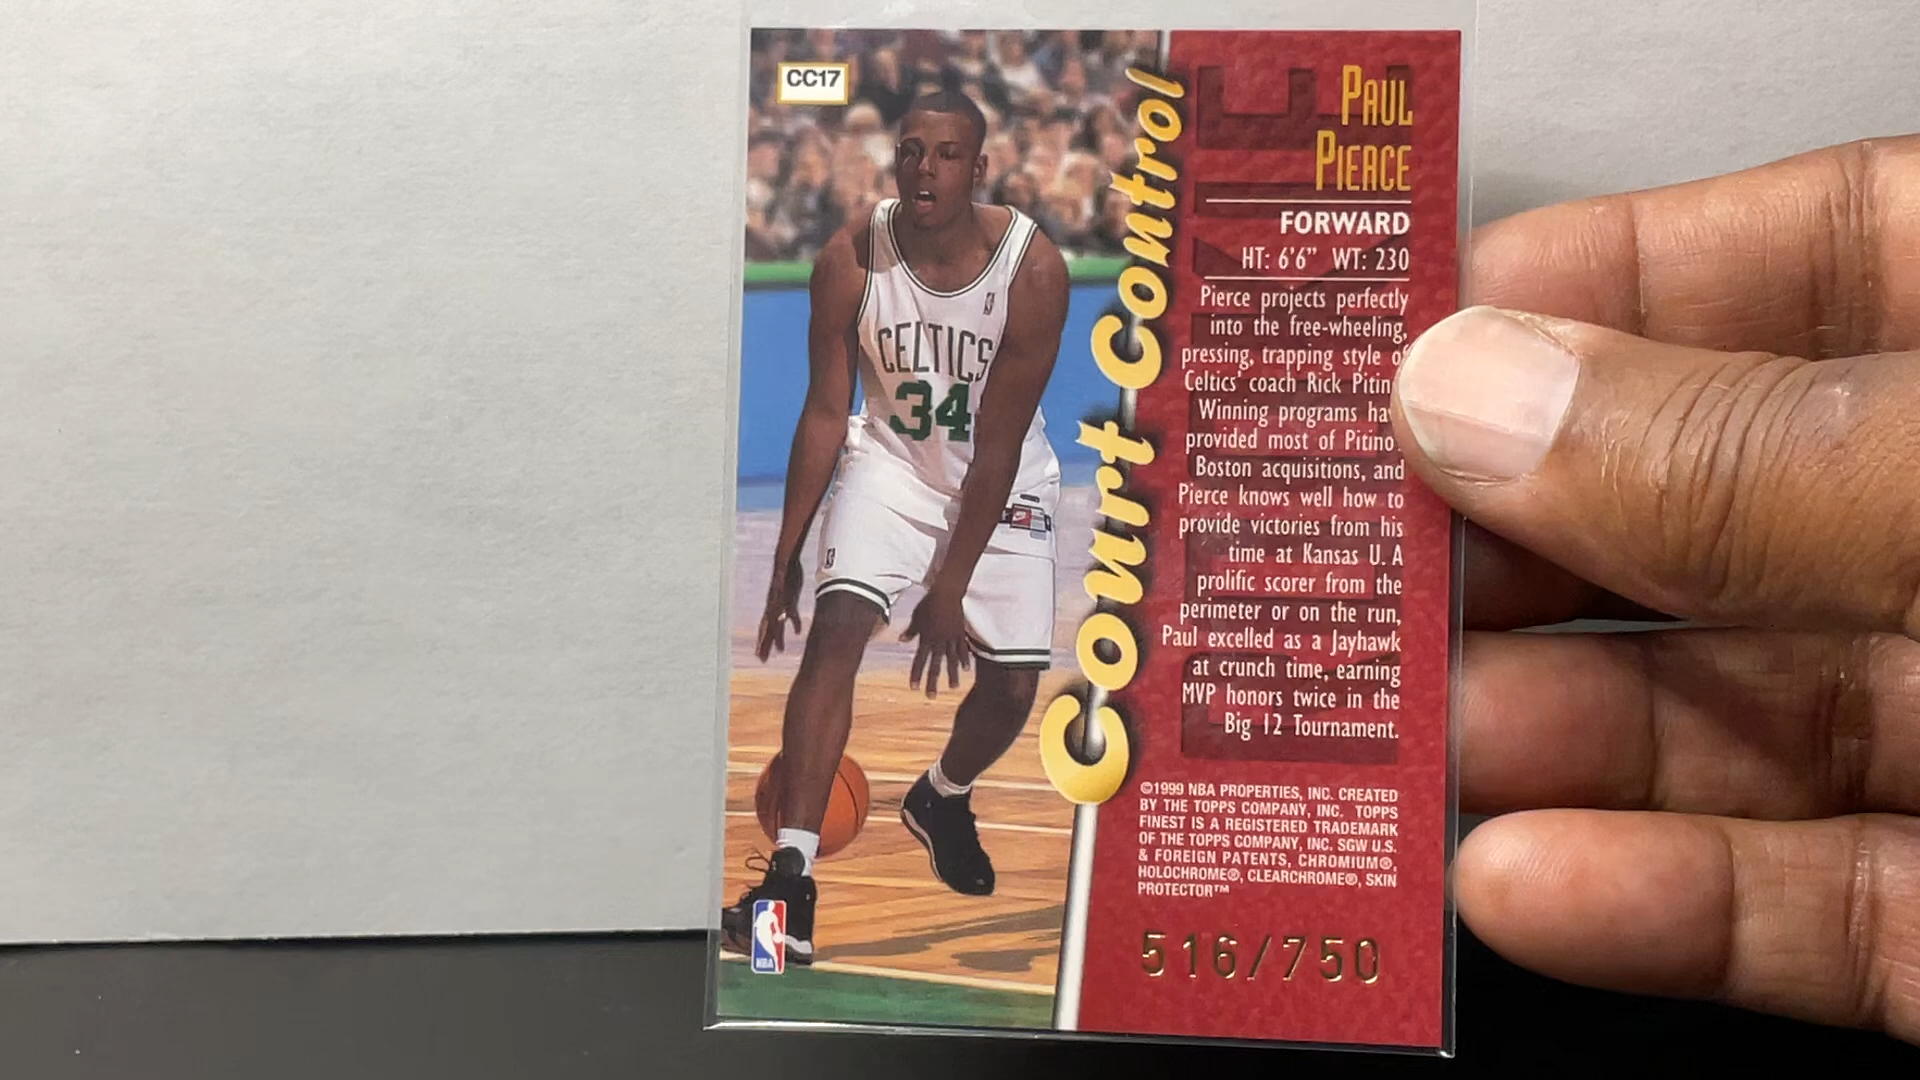 CC17
CELTICS
34
NBA
Court Control
PAUL
PIERCE
FORWARD
HT: 6'6" WT: 230
Pierce projects perfectly
into the free-wheeling,
pressing, trapping style of
Celtics' coach Rick
Winning programs
provided most of
Boston acquisitions, and
Pierce knows well how to
provide victories from his
time at Kansas U. A
prolific scorer from the
perimeter or on the run,
Paul excelled as a Jayhawk
at crunch time, earning
MVP honors twice in the
Big 12 Tournament.
©1999 NBA PROPERTIES, INC. CREATED
BY THE TOPPS COMPANY, INC. TOPPS
FINEST IS A REGISTERED TRADEMARK
OF THE TOPPS COMPANY, INC. SGW U.S.
& FOREIGN PATENTS, CHROMIUM®,
HOLOCHROME®, CLEARCHROME®, SKIN
PROTECTOR™
516/750